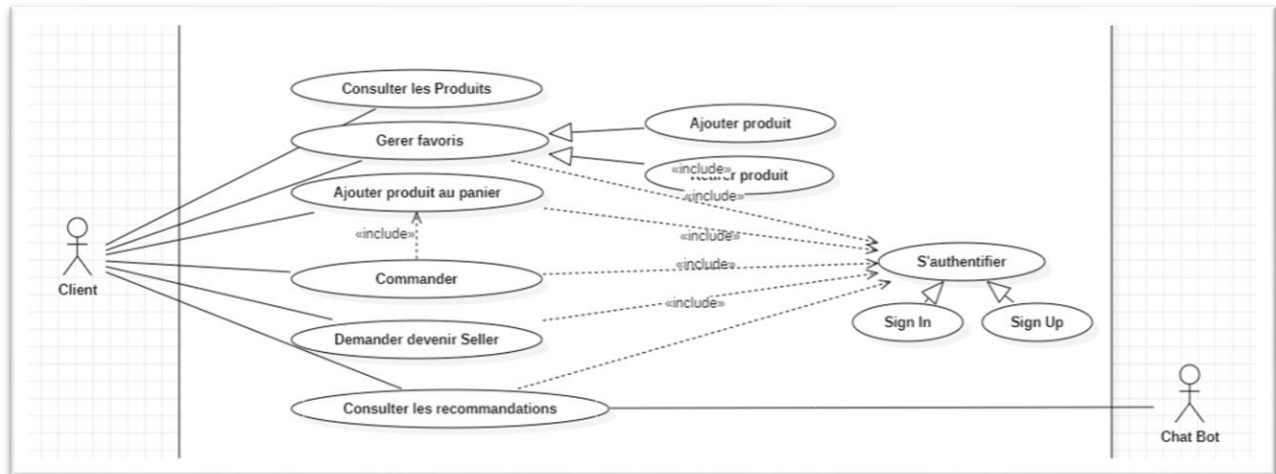 Consulter les Produits
Gerer favoris
Ajouter produit
«include»
produit
«include»
Ajouter produit au panier
«include»
«include»
Client
Commander
«include»
S'authentifier
«include»
Sign In
Sign Up
Demander devenir Seller
Consulter les recommandations
Chat Bot